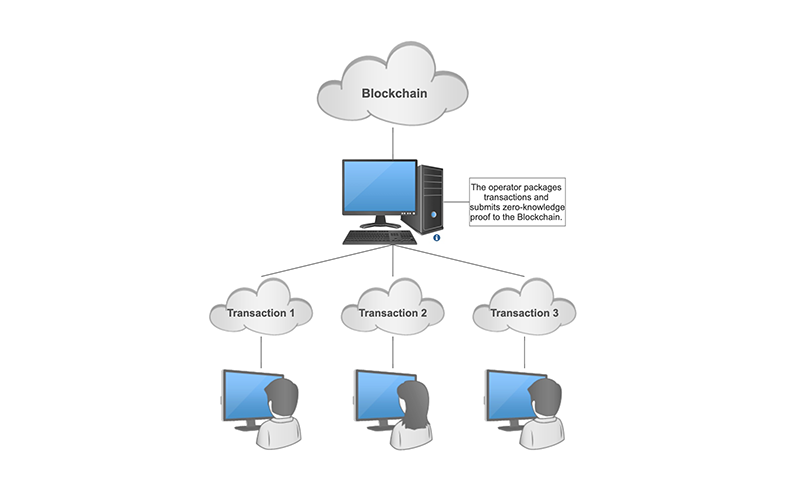 Blockchain
The operator packages
transactions and
submits zero-knowledge
proof to the Blockchain.
Transaction 1
Transaction 2
Transaction 3